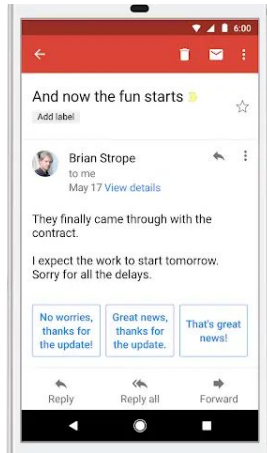 6:00
And now the fun starts
Add label
Brian Strope
to me
May 17 View details
They finally came through with the
contract.
I expect the work to start tomorrow.
Sorry for all the delays.
No worries,
thanks for
the update!
Great news,
thanks for
the update.
That's great
news!
Reply
Reply all
Forward